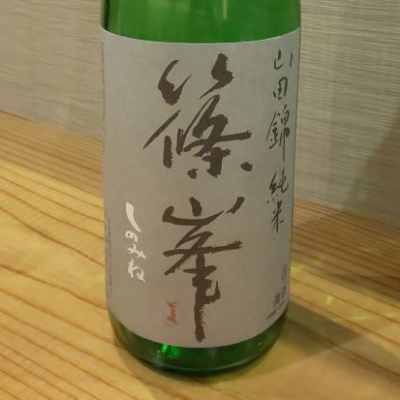 山田錦 純米
篠峯
しのみね